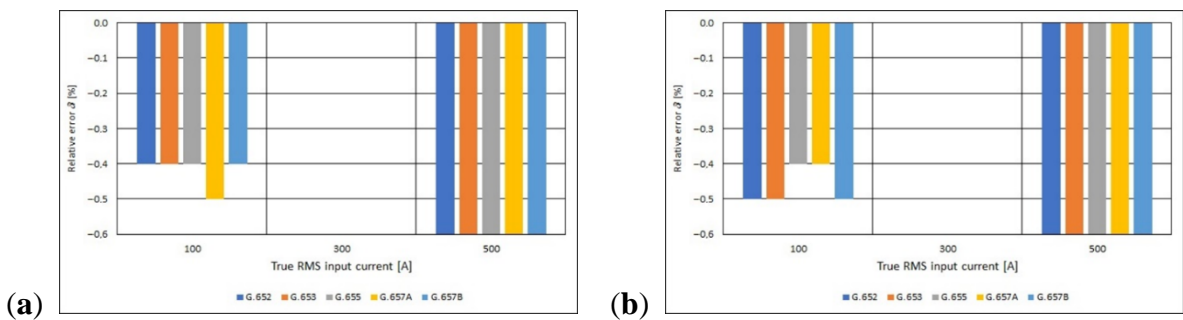 0.0
−0.1
−0.2
−0.3
−0.4
−0.5
−0.6
Relative error 𝜗 [%]
100 300 500
True RMS input current [A]
G.652 G.653 G.655 G.657A G.657B
(a)
0.0
−0.1
−0.2
−0.3
−0.4
−0.5
−0.6
Relative error 𝜗 [%]
100 300 500
True RMS input current [A]
G.652 G.653 G.655 G.657A G.657B
(b)